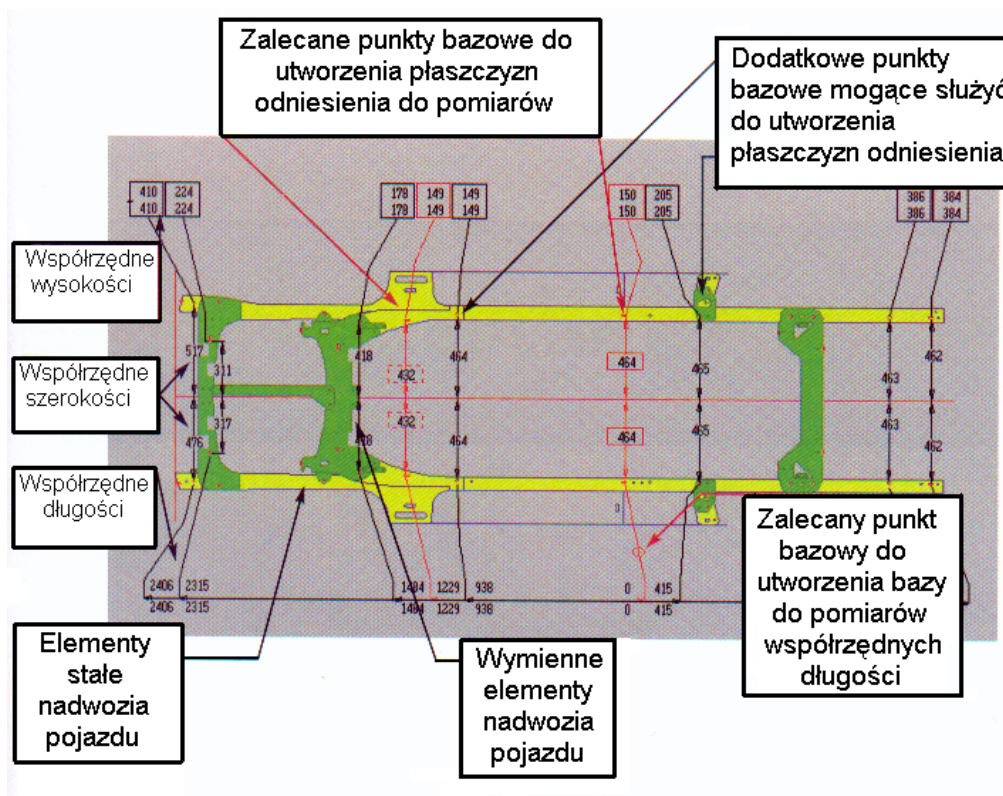 Zalecane punkty bazowe do
utworzenia płaszczyzn
odniesienia do pomiarów
Dodatkowe punkty
bazowe mogące służyć
do utworzenia
płaszczyzn odniesienia
410 224
410 224
178 149 149
178 149 149
150 205
150 205
386 384
386 384
Współrzędne
wysokości
Współrzędne
szerokości
Współrzędne
długości
517 311 418 432 464 464 465 463 462
476 317 432 464 464 465 463 462
2406 2315 1484 1229 938 0 415
2406 2315 1484 1229 938 0 415
Elementy
stałe
nadwozia
pojazdu
Wymienne
elementy
nadwozia
pojazdu
Zalecany punkt
bazowy do
utworzenia bazy
do pomiarów
współrzędnych
długości